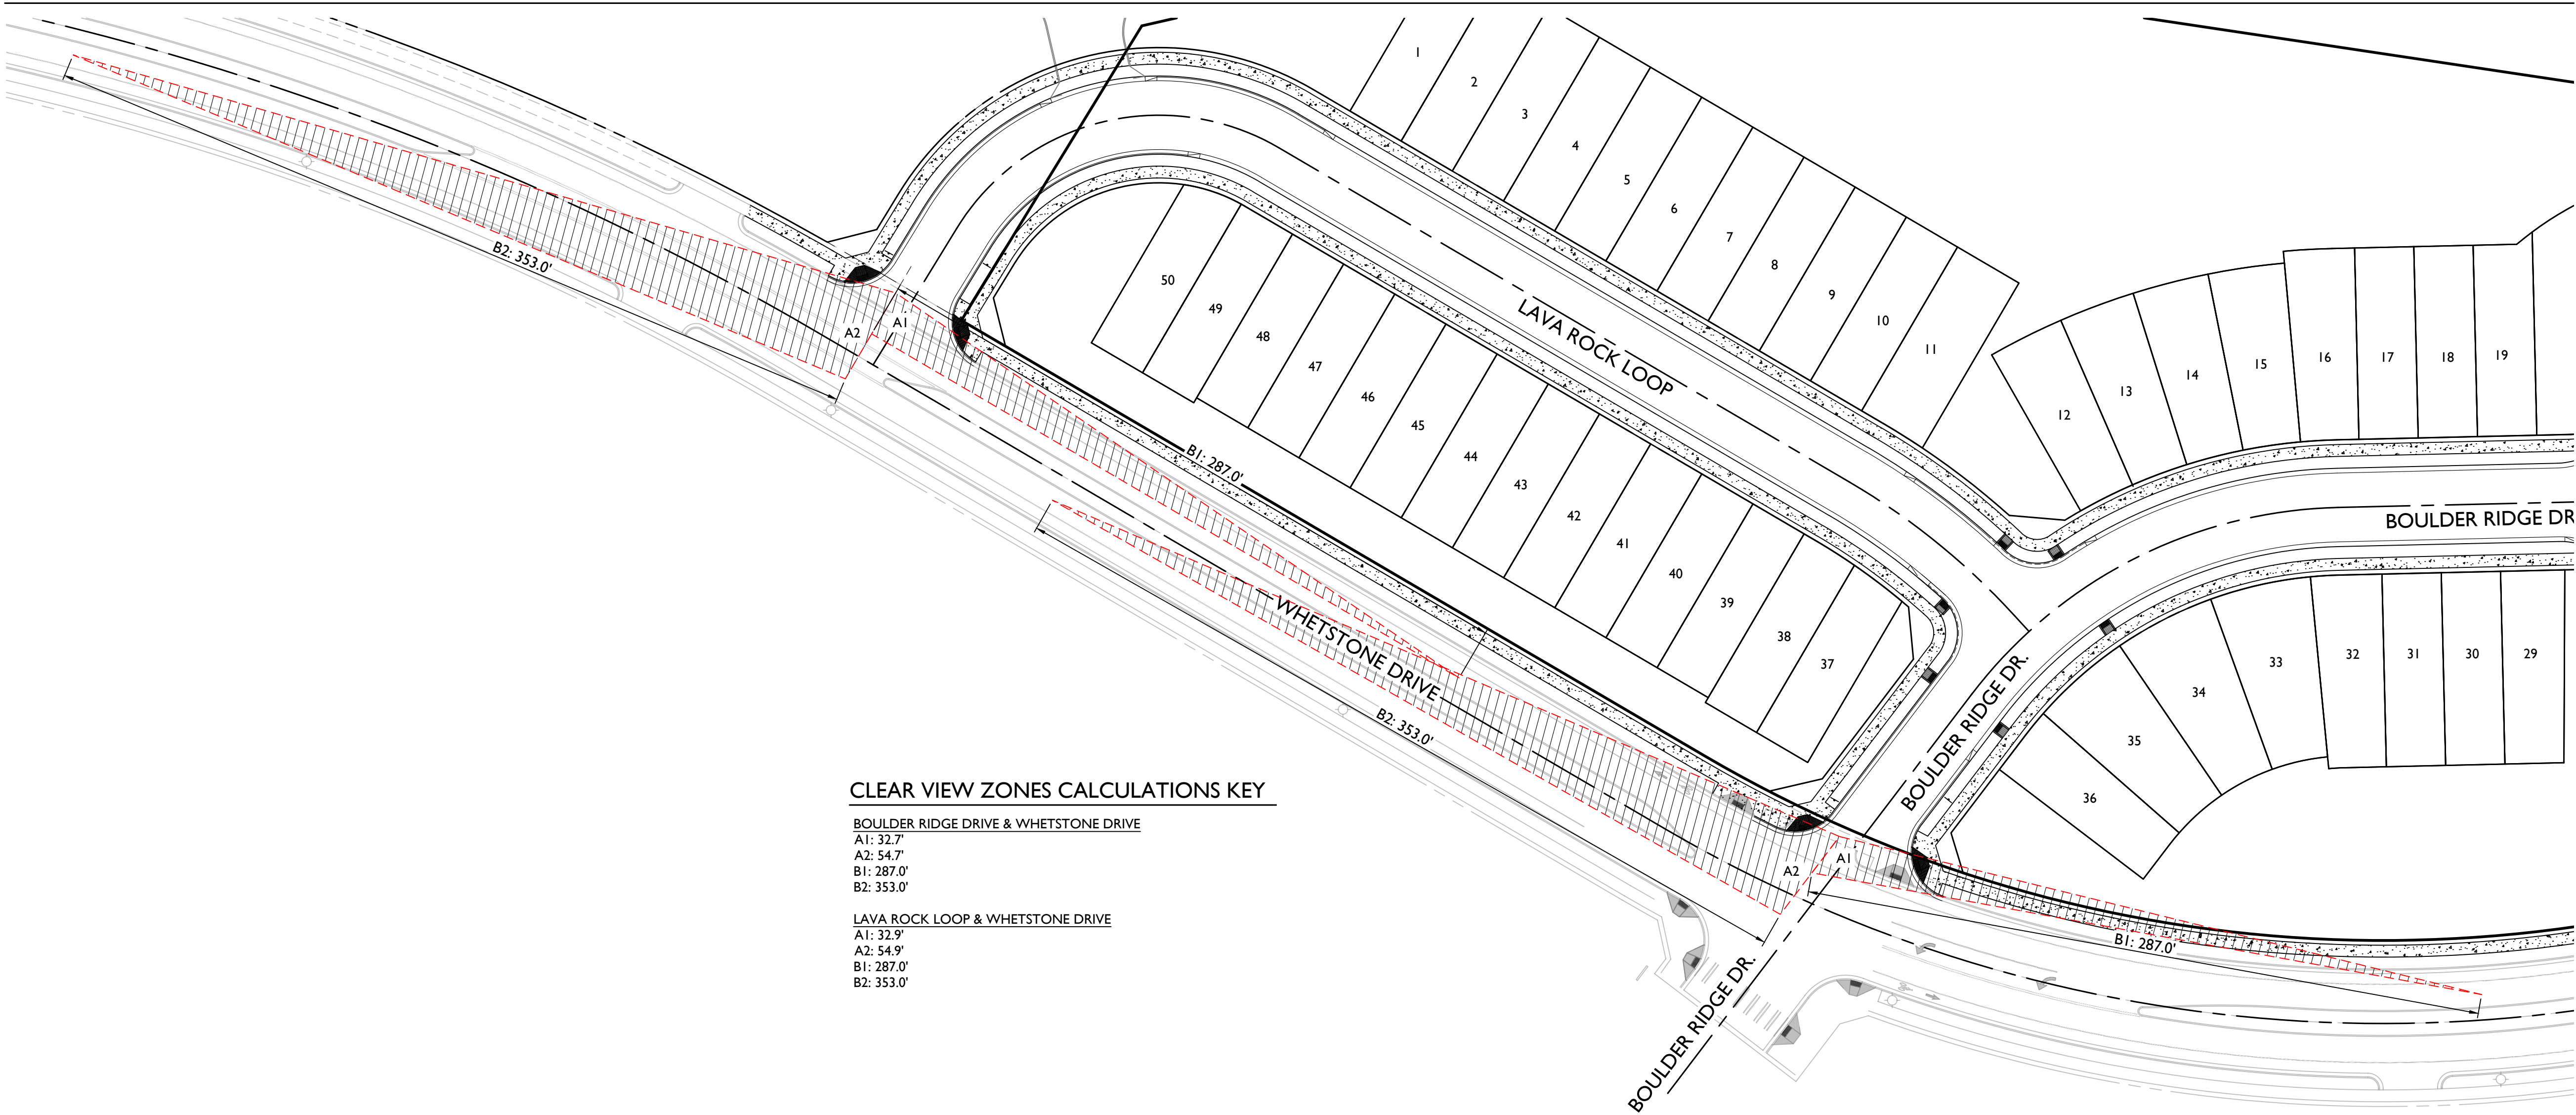 1
2
3
4
5
6
7
8
9
10
11
12
13
14
15
16
17
18
19
50
49
48
47
46
45
44
43
42
41
40
39
38
37
36
35
34
33
32
31
30
29
LAVA ROCK LOOP
BOULDER RIDGE DR
BOULDER RIDGE DR.
BOULDER RIDGE DR.
WHETSTONE DRIVE
B2: 353.0'
A2
A1
B1: 287.0'
B2: 353.0'
A2
A1
B1: 287.0'
CLEAR VIEW ZONES CALCULATIONS KEY
BOULDER RIDGE DRIVE & WHETSTONE DRIVE
A1: 32.7'
A2: 54.7'
B1: 287.0'
B2: 353.0'
LAVA ROCK LOOP & WHETSTONE DRIVE
A1: 32.9'
A2: 54.9'
B1: 287.0'
B2: 353.0'